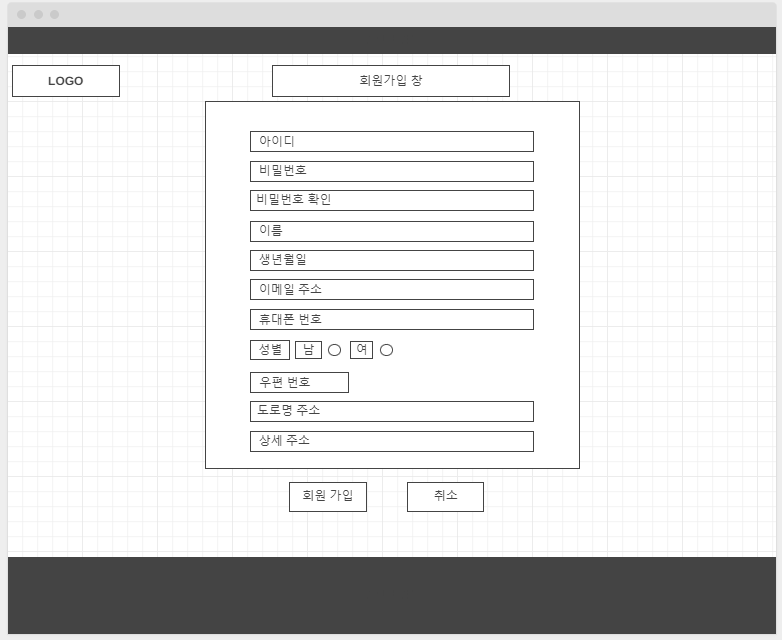 LOGO
회원가입 창
아이디
비밀번호
비밀번호 확인
이름
생년월일
이메일 주소
휴대폰 번호
성별 남 여
우편 번호
도로명 주소
상세 주소
회원 가입 취소